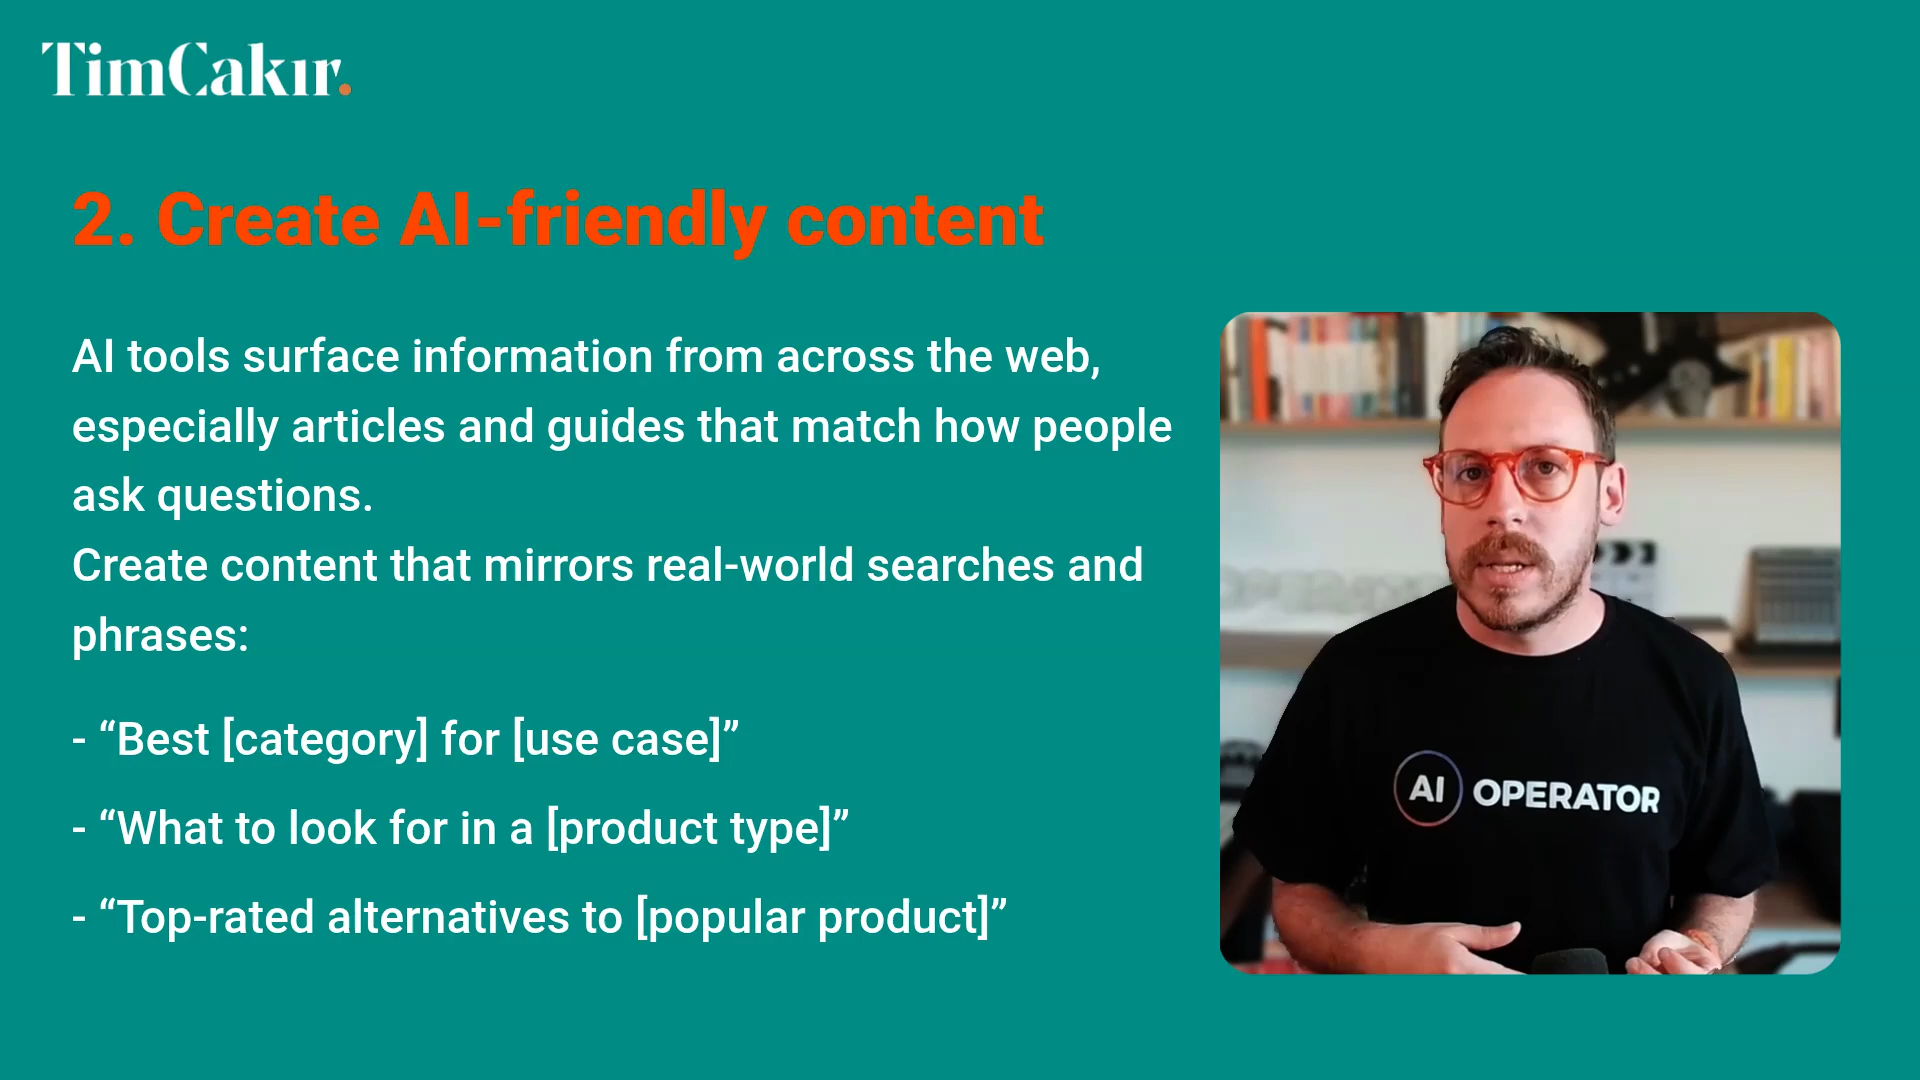 TimCakır.
2. Create AI-friendly content
AI tools surface information from across the web,
especially articles and guides that match how people
ask questions.
Create content that mirrors real-world searches and
phrases:
- “Best [category] for [use case]”
- “What to look for in a [product type]”
- “Top-rated alternatives to [popular product]”
AI OPERATOR